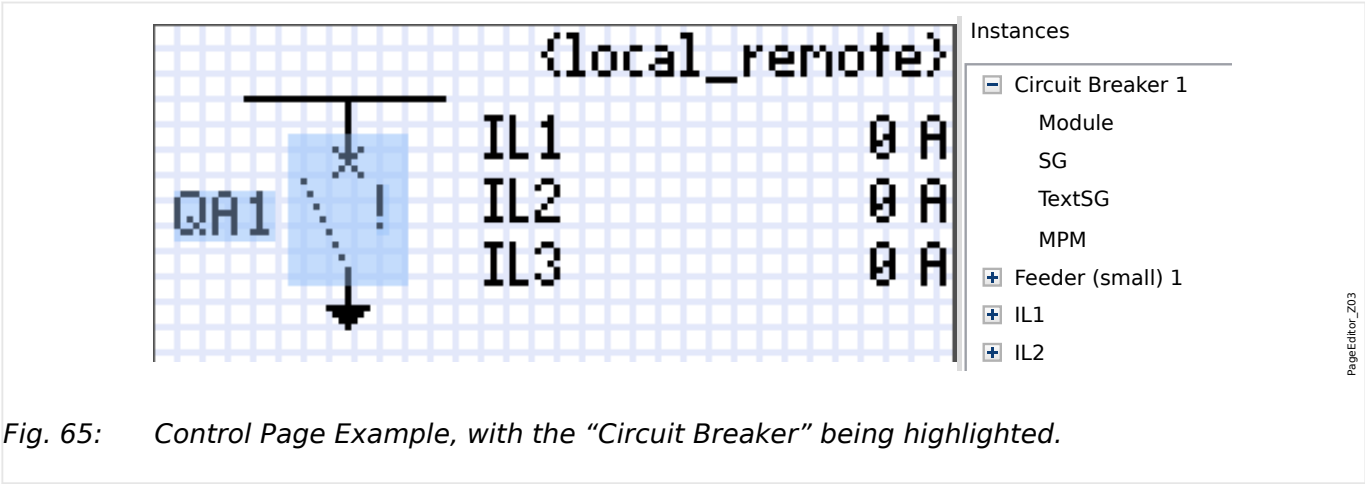 {local_remote}
IL1 0 A
QA1 !
IL2 0 A
IL3 0 A
Instances
Circuit Breaker 1
Module
SG
TextSG
MPM
Feeder (small) 1
IL1
IL2
PageEditor_Z03
Fig. 65: Control Page Example, with the “Circuit Breaker” being highlighted.